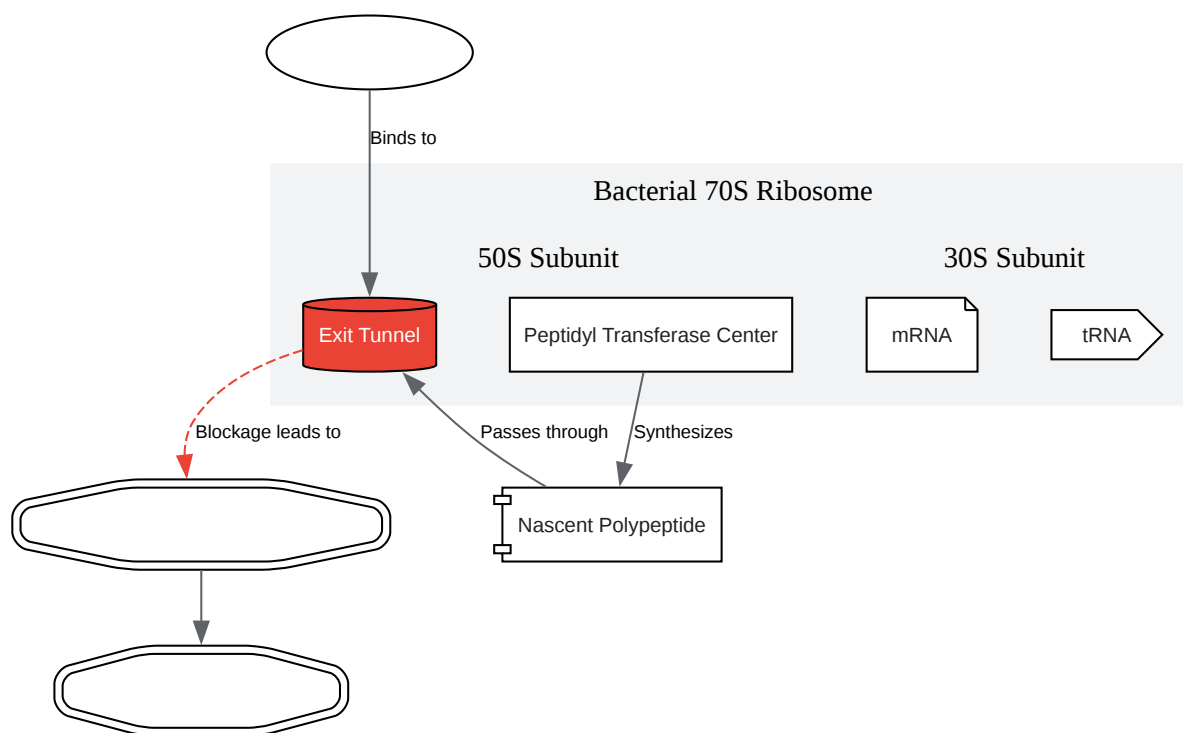 Binds to
Bacterial 70S Ribosome
50S Subunit
30S Subunit
Exit Tunnel
Peptidyl Transferase Center
mRNA
tRNA
Blockage leads to
Passes through
Synthesizes
Nascent Polypeptide